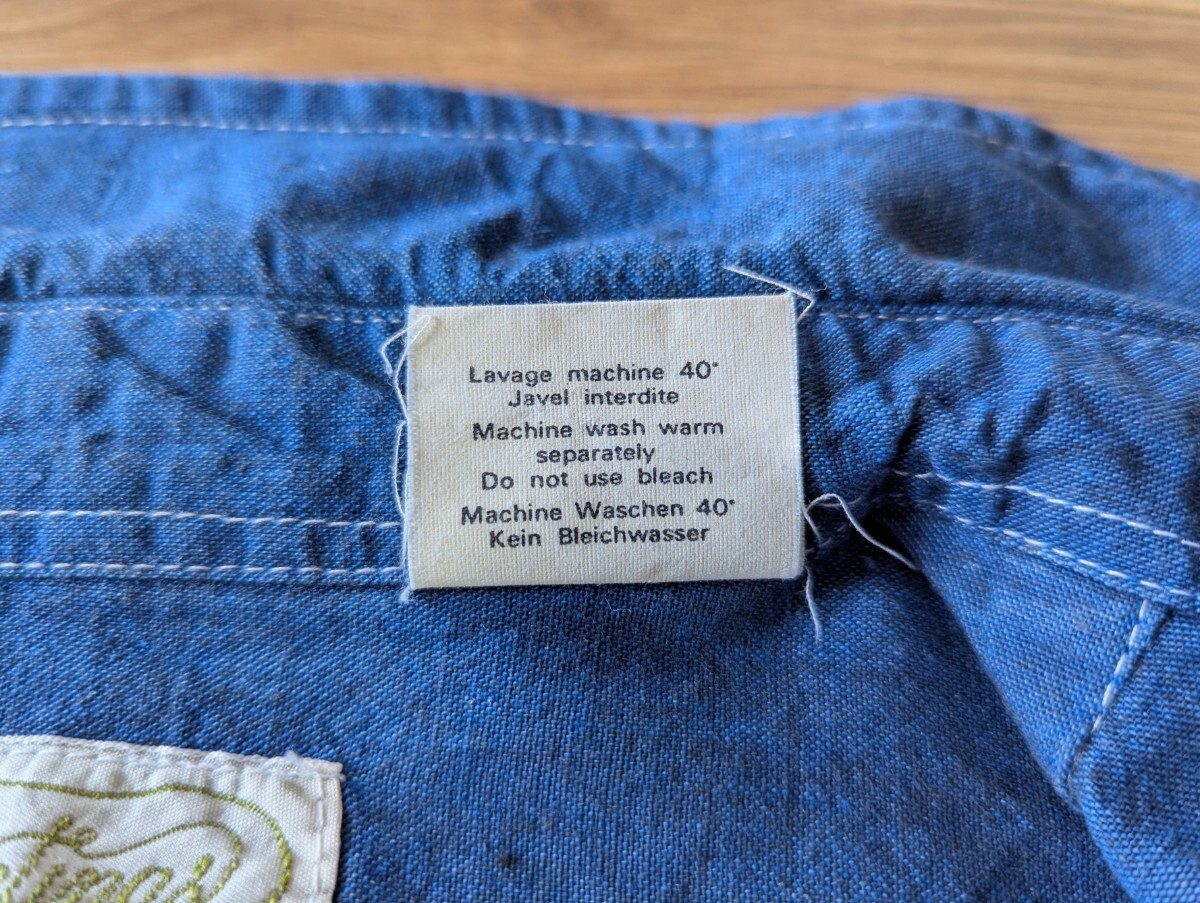 Lavage machine 40°
Javel interdite
Machine wash warm
separately
Do not use bleach
Machine Waschen 40°
Kein Bleichwasser